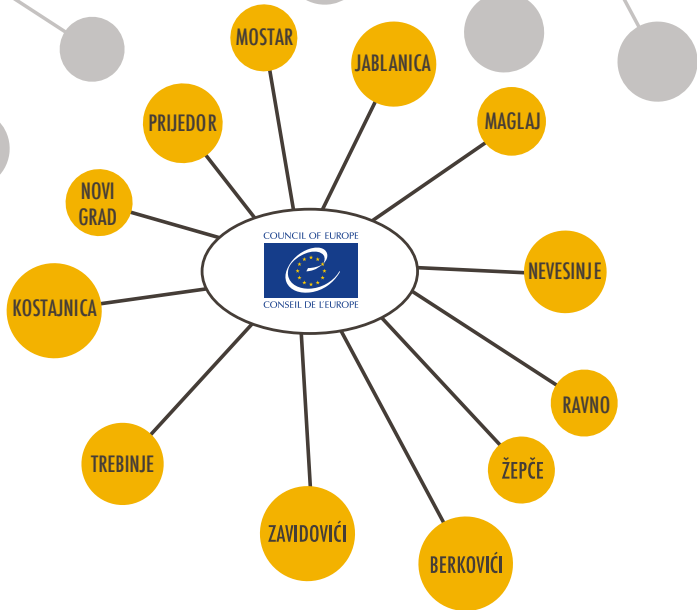 MOSTAR
JABLANICA
PRIJEDOR
MAGLAJ
NOVI
GRAD
COUNCIL OF EUROPE
CONSEIL DE L'EUROPE
NEVESINJE
KOSTAJNICA
RAVNO
TREBINJE
ŽEPČE
ZAVIDOVIĆI
BERKOVIĆI